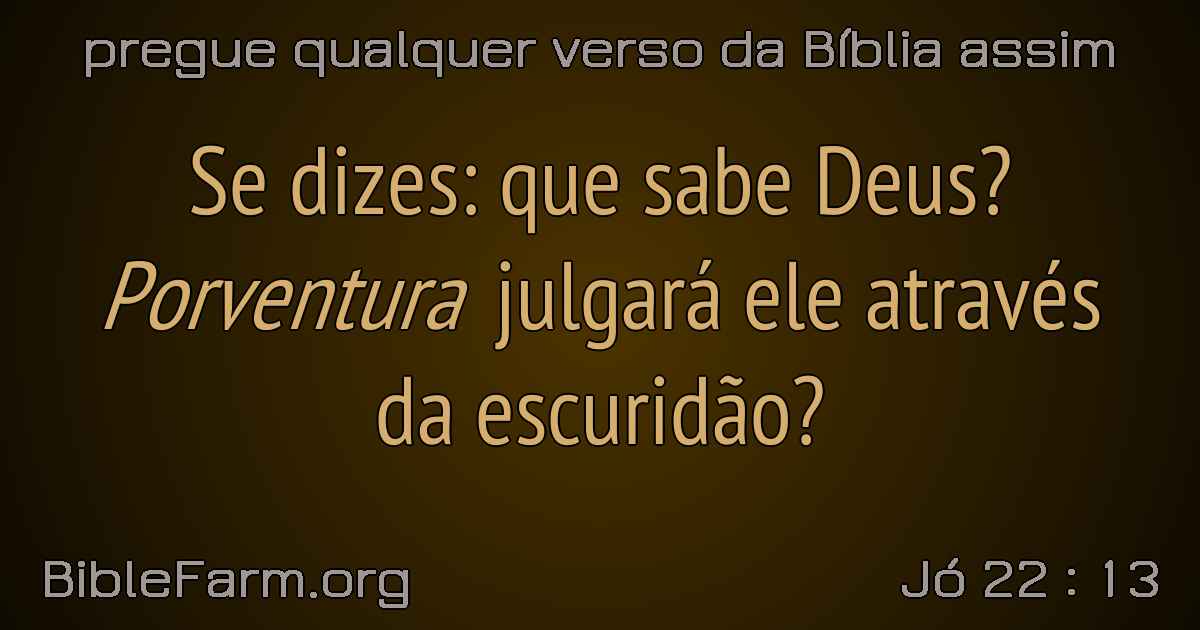 pregue qualquer verso da Bíblia assim
Se dizes: que sabe Deus?
Porventura julgará ele através
da escuridão?
BibleFarm.org
Jó 22 : 13